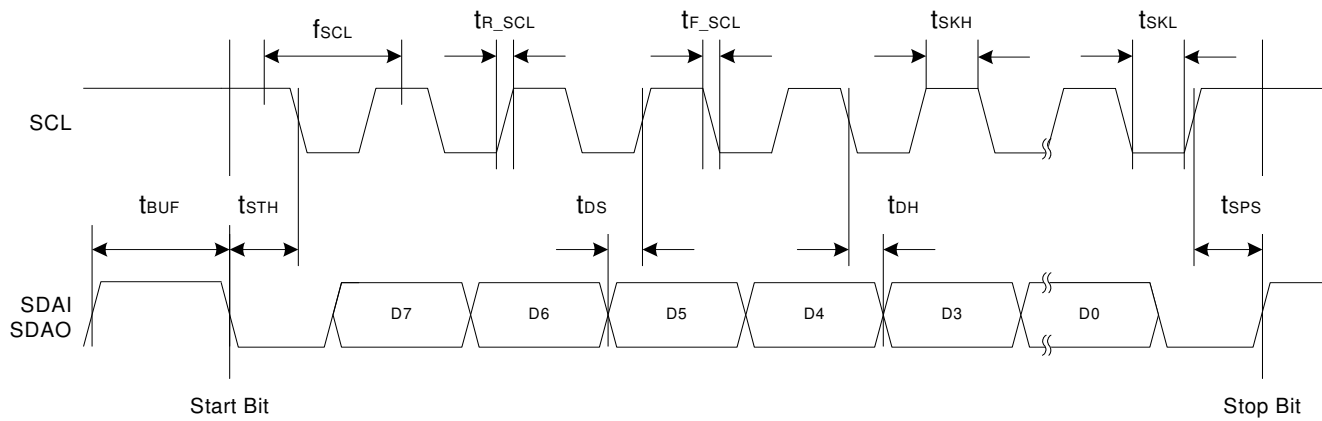 fSCL
tR_SCL
tF_SCL
tSKH
tSKL
SCL
tBUF
tSTH
tDS
tDH
tSPS
SDAI
SDAO
D7
D6
D5
D4
D3
D0
Start Bit
Stop Bit